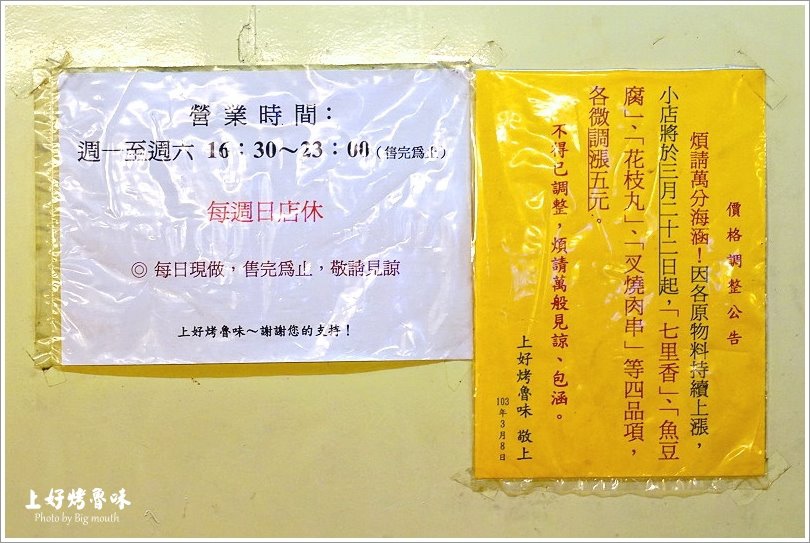 營業時間：
週一至週六 16：30～23：00（售完為止）
每週日店休
◎ 每日現做，售完為止，敬請見諒
上好烤魯味～謝謝您的支持！
價格調整公告
煩請萬分海涵！因各原物料持續上漲，
小店將於三月二十二日起，「七里香」、「魚豆
腐」、「花枝丸」、「叉燒肉串」等四品項，
各微調漲五元。
不得已調整，煩請萬般見諒、包涵。
上好烤魯味 敬上
103年3月8日
上好烤魯味
Photo by Big mouth